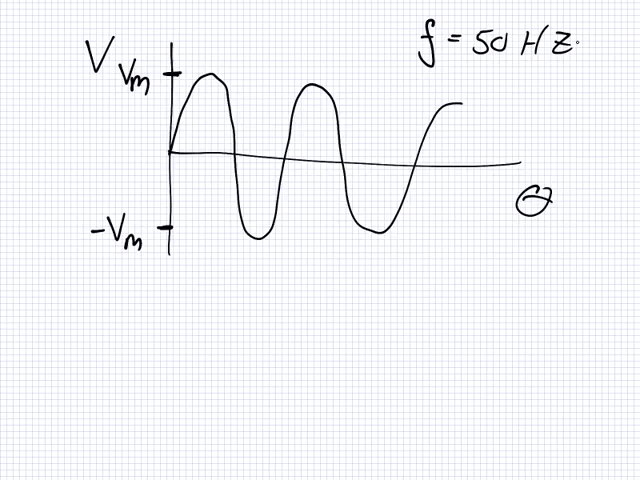 f = 50 Hz.
V
Vm
-Vm
θ